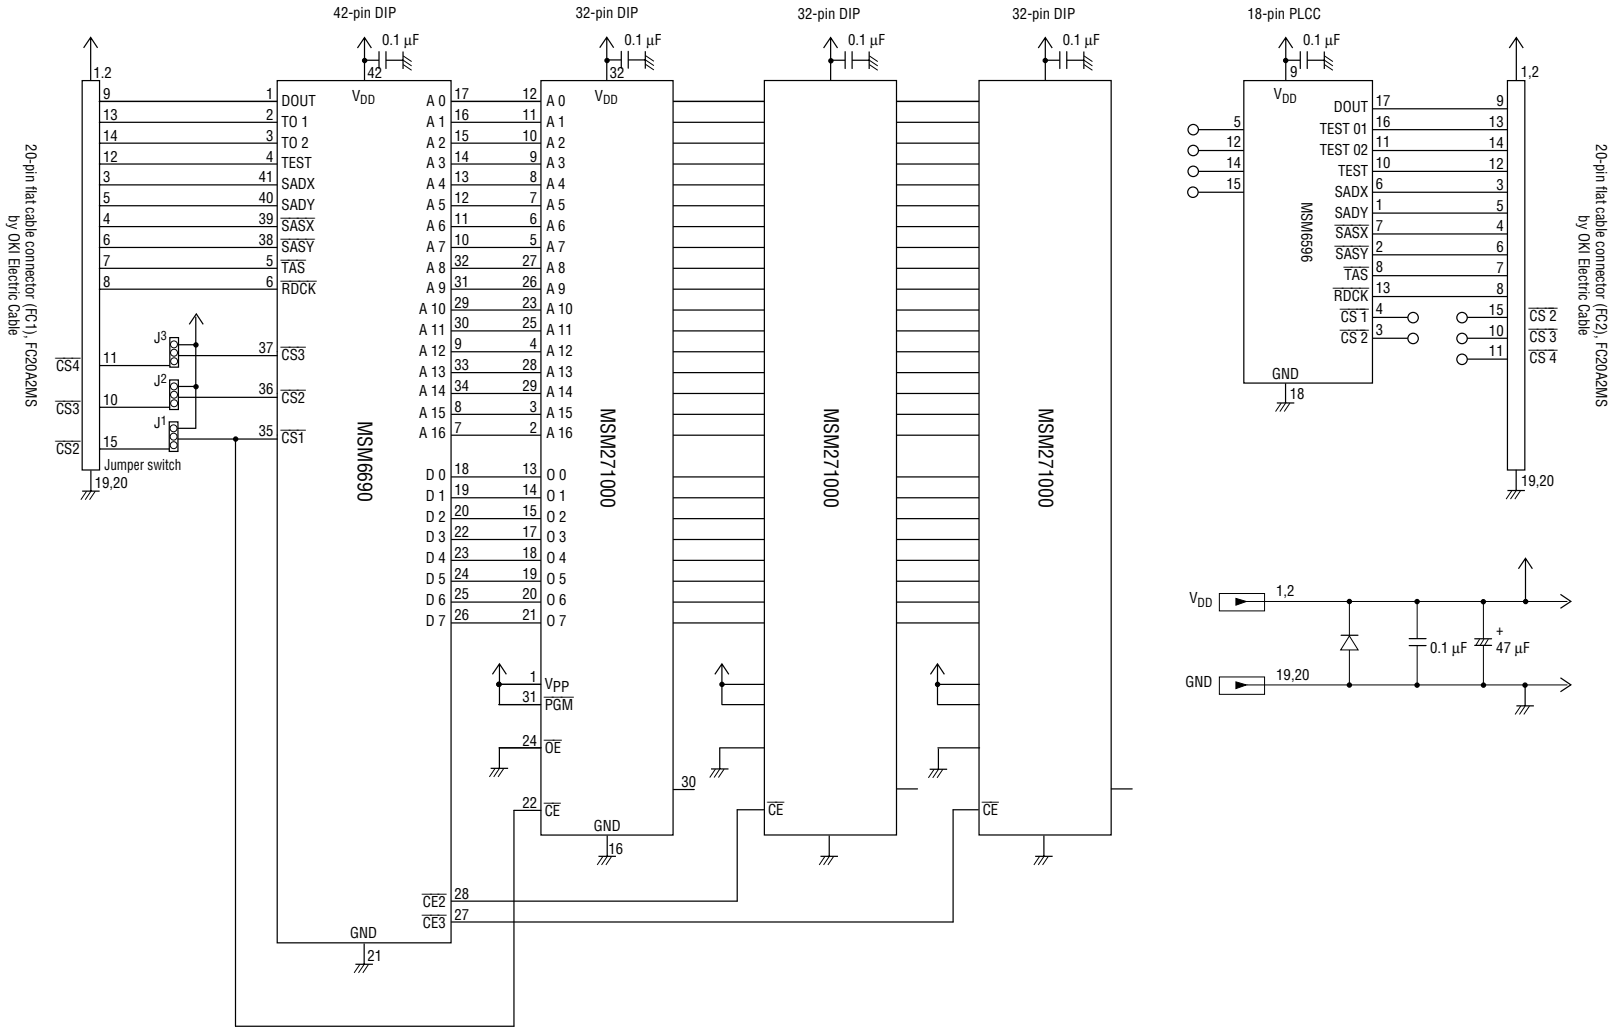 42-pin DIP
32-pin DIP
32-pin DIP
32-pin DIP
18-pin PLCC
0.1 μF
0.1 μF
0.1 μF
0.1 μF
0.1 μF
20-pin flat cable connector (FC1), FC20A2MS
by OKI Electric Cable
1.2
9
13
14
12
3
5
4
6
7
8
11
10
15
CS4
CS3
CS2
J3
J2
J1
Jumper switch
19,20
42
VDD
1 DOUT
2 TO 1
3 TO 2
4 TEST
41 SADX
40 SADY
39 SASX
38 SASY
5 TAS
6 RDCK
37 CS3
36 CS2
35 CS1
MSM6690
A 0 17
A 1 16
A 2 15
A 3 14
A 4 13
A 5 12
A 6 11
A 7 10
A 8 32
A 9 31
A 10 29
A 11 30
A 12 9
A 13 33
A 14 34
A 15 8
A 16 7
D 0 18
D 1 19
D 2 20
D 3 22
D 4 23
D 5 24
D 6 25
D 7 26
CE2 28
CE3 27
GND
21
32
VDD
12 A 0
11 A 1
10 A 2
9 A 3
8 A 4
7 A 5
6 A 6
5 A 7
27 A 8
26 A 9
23 A 10
25 A 11
4 A 12
28 A 13
29 A 14
3 A 15
2 A 16
13 O 0
14 O 1
15 O 2
17 O 3
18 O 4
19 O 5
20 O 6
21 O 7
1 VPP
31 PGM
24 OE
22 CE
30
GND
16
MSM271000
MSM271000
CE
MSM271000
CE
9
VDD
5
12
14
15
MSM6596
DOUT 17
TEST 01 16
TEST 02 11
TEST 10
SADX 6
SADY 1
SASX 7
SASY 2
TAS 8
RDCK 13
CS 1 4
CS 2 3
GND
18
1,2
9
13
14
12
3
5
4
6
7
8
15 CS 2
10 CS 3
11 CS 4
19,20
20-pin flat cable connector (FC2), FC20A2MS
by OKI Electric Cable
VDD 1,2
0.1 μF
+
47 μF
GND 19,20